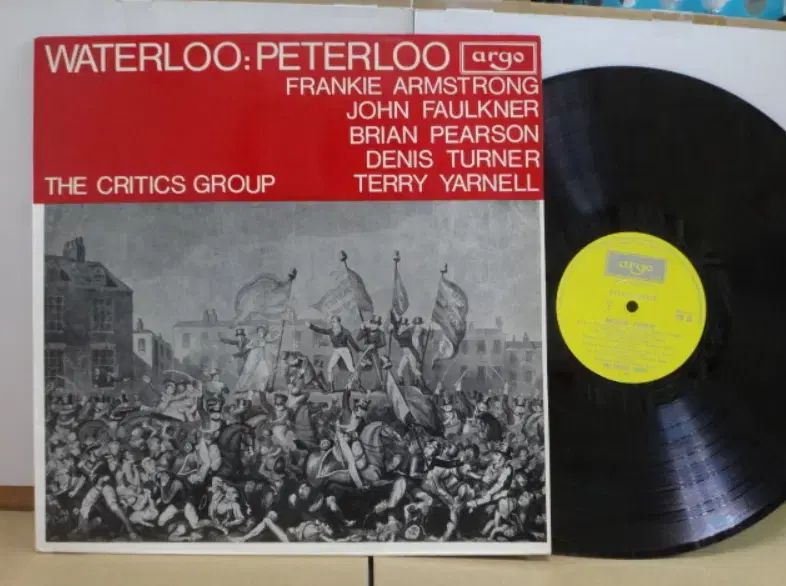 WATERLOO: PETERLOO argo
FRANKIE ARMSTRONG
JOHN FAULKNER
BRIAN PEARSON
DENIS TURNER
THE CRITICS GROUP TERRY YARNELL
argo